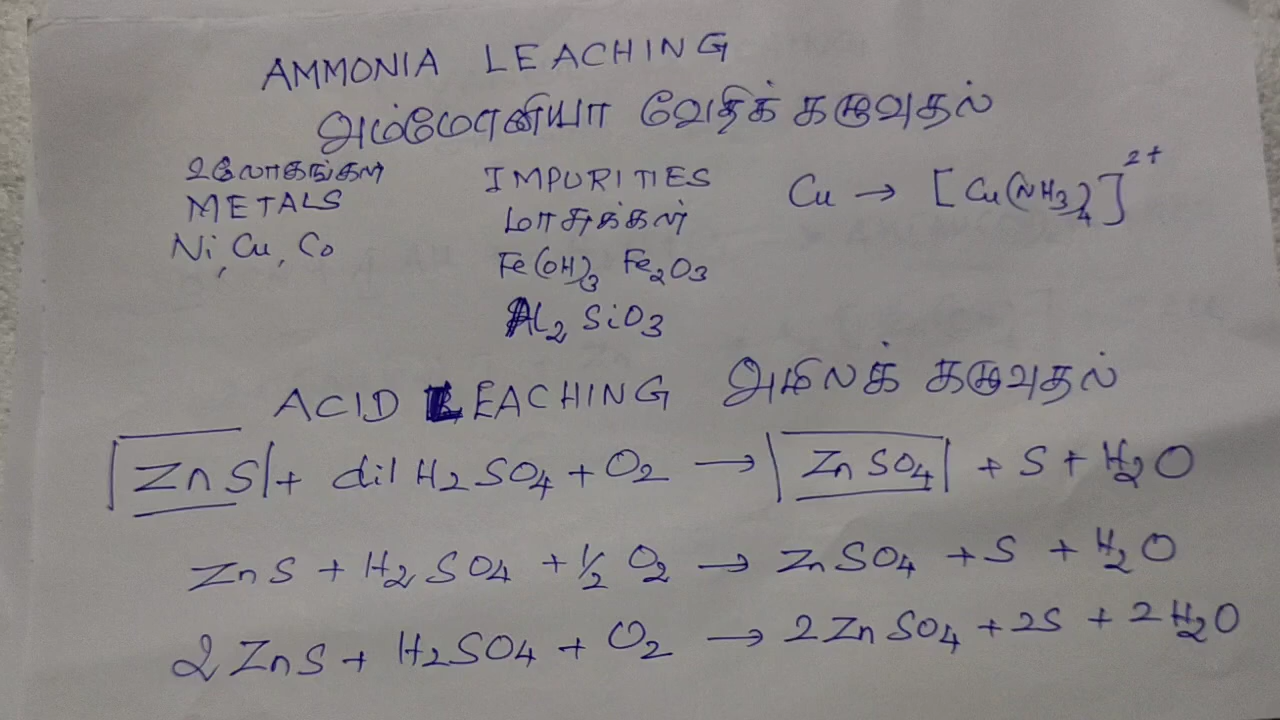 AMMONIA LEACHING
அம்மோனியா வேதிக் கழுவுதல்
உலோகங்கள்
METALS
Ni, Cu, Co
IMPURITIES
மாசுக்கள்
Fe(OH)₃ Fe₂O₃
Al₂ SiO₃
Cu → [Cu(NH₃)₄]²⁺
ACID LEACHING அமிலக் கழுவுதல்
ZnS + dil H₂SO₄ + O₂ → ZnSO₄ + S + H₂O
ZnS + H₂SO₄ + ½ O₂ → ZnSO₄ + S + H₂O
2ZnS + H₂SO₄ + O₂ → 2ZnSO₄ + 2S + 2H₂O